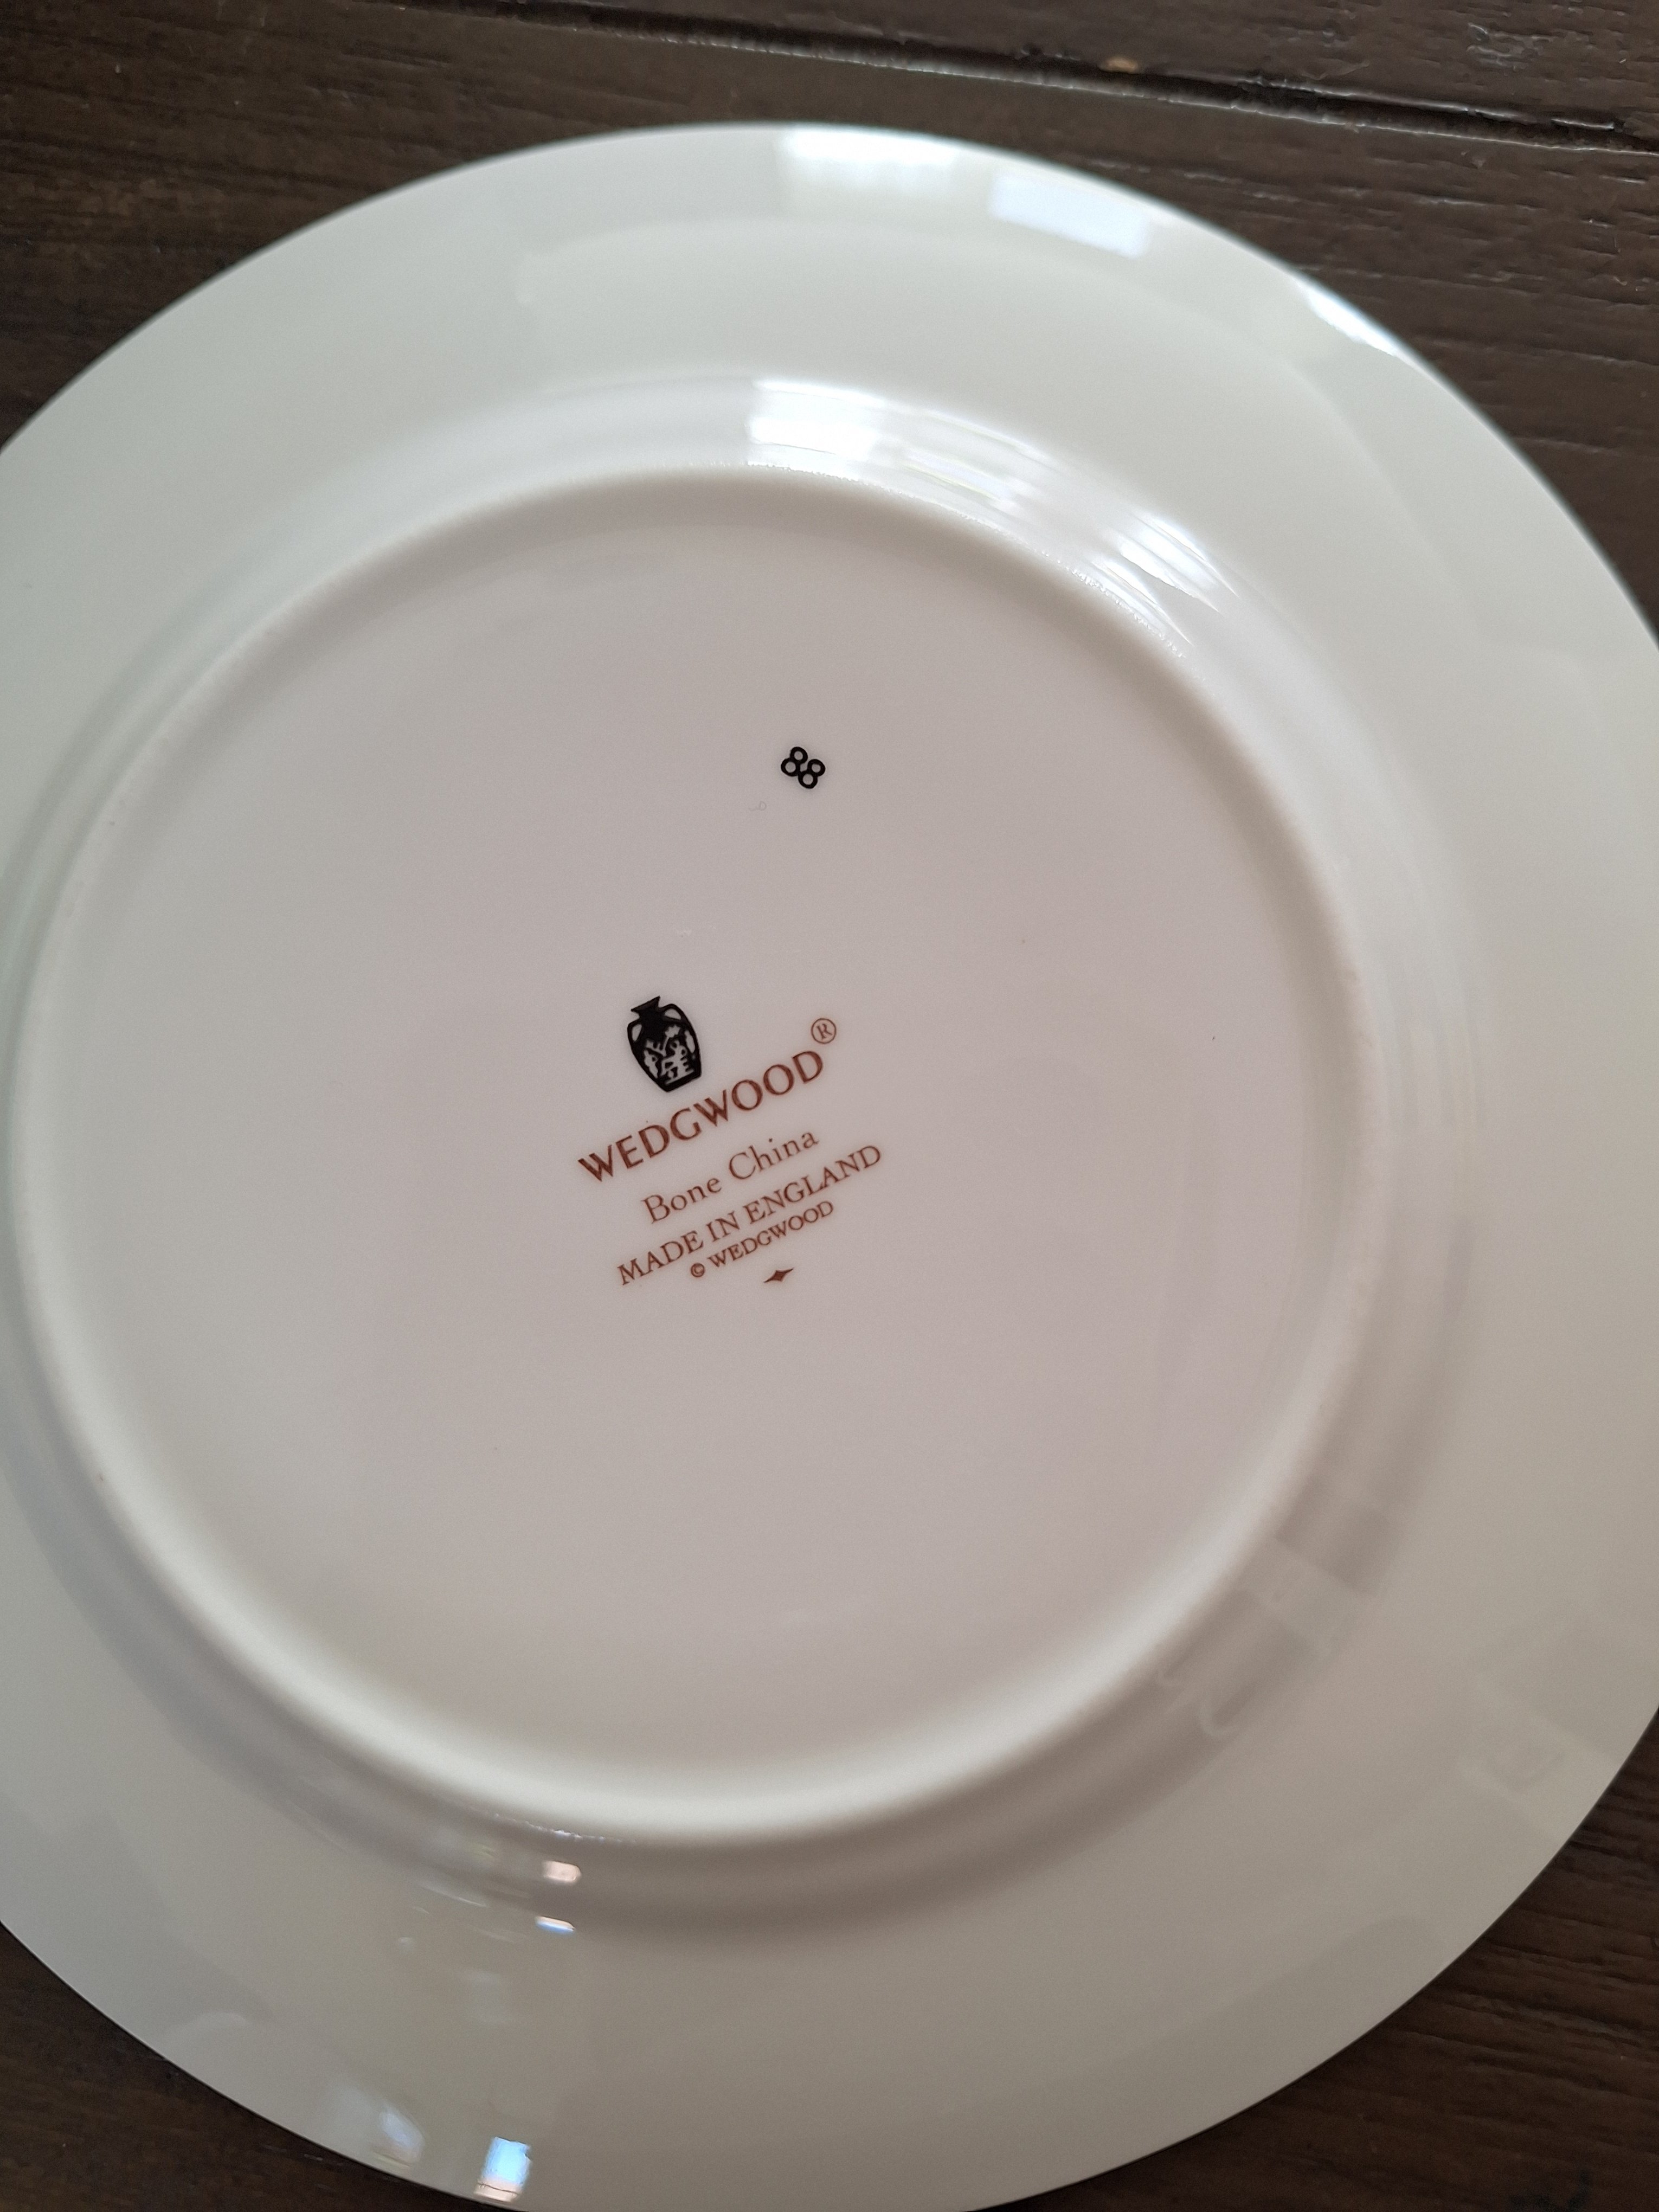 88
WEDGWOOD®
Bone China
MADE IN ENGLAND
© WEDGWOOD